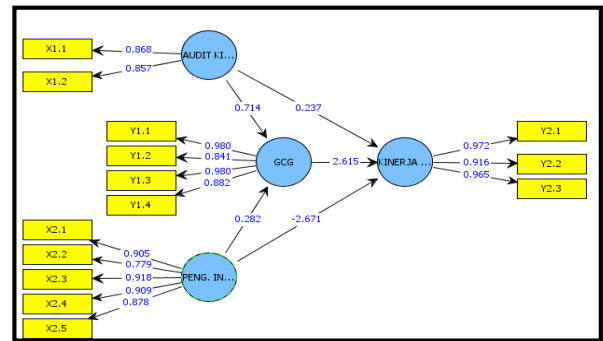 X1.1
0.868
AUDIT KI...
X1.2
0.857
0.714
0.237
Y1.1
0.980
Y1.2
0.841
Y1.3
0.980
Y1.4
0.882
GCG
2.615
KINERJA ...
0.972
Y2.1
0.916
Y2.2
0.965
Y2.3
0.282
-2.671
X2.1
0.905
X2.2
0.779
X2.3
0.918
X2.4
0.909
X2.5
0.878
PENG. IN...